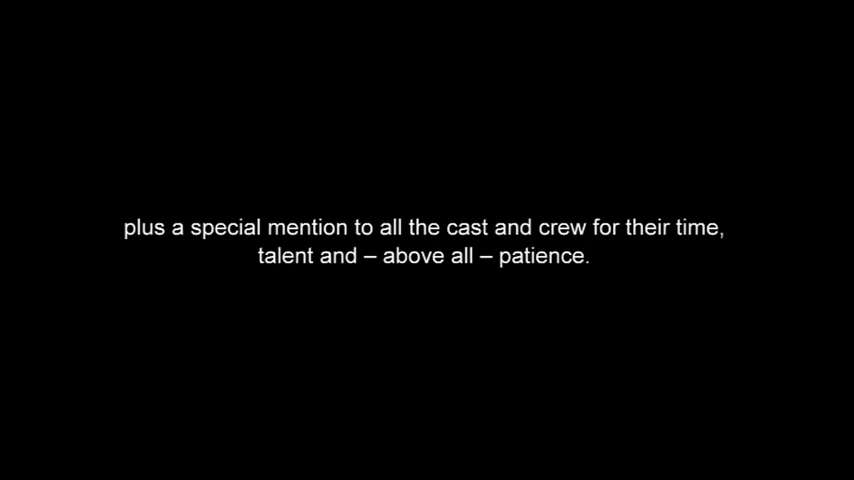 plus a special mention to all the cast and crew for their time,
talent and – above all – patience.